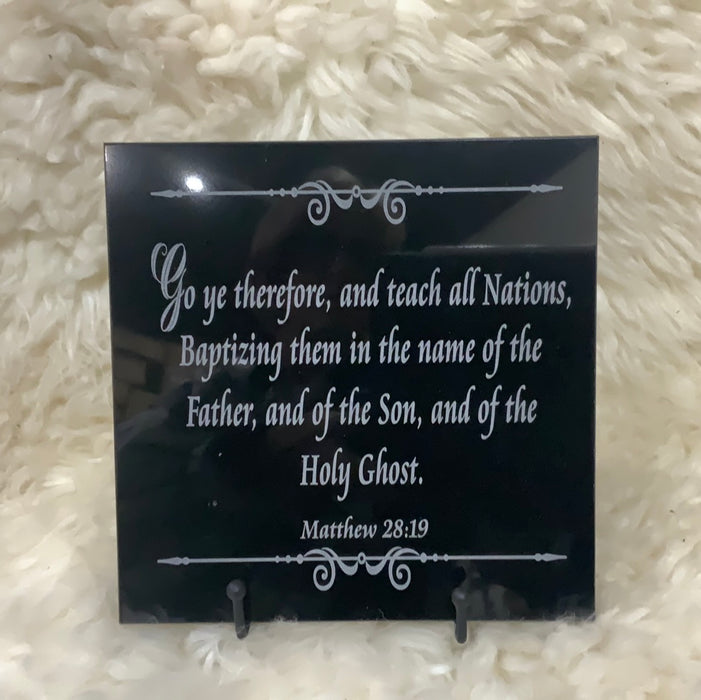 Go ye therefore, and teach all Nations,
Baptizing them in the name of the
Father, and of the Son, and of the
Holy Ghost.
Matthew 28:19